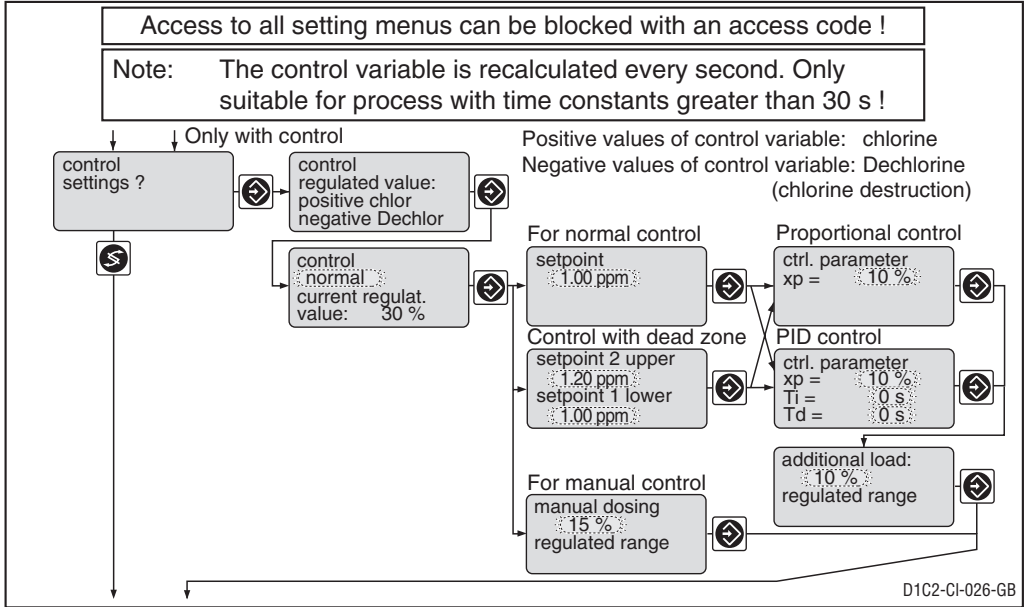 Access to all setting menus can be blocked with an access code !
Note: The control variable is recalculated every second. Only
suitable for process with time constants greater than 30 s !
Only with control
Positive values of control variable: chlorine
Negative values of control variable: Dechlorine
(chlorine destruction)
control
settings ?
control
regulated value:
positive chlor
negative Dechlor
control
normal
current regulat.
value: 30 %
For normal control
setpoint
1.00 ppm
Proportional control
ctrl. parameter
xp = 10 %
Control with dead zone
setpoint 2 upper
1.20 ppm
setpoint 1 lower
1.00 ppm
PID control
ctrl. parameter
xp = 10 %
Ti = 0 s
Td = 0 s
additional load:
10 %
regulated range
For manual control
manual dosing
15 %
regulated range
D1C2-CI-026-GB